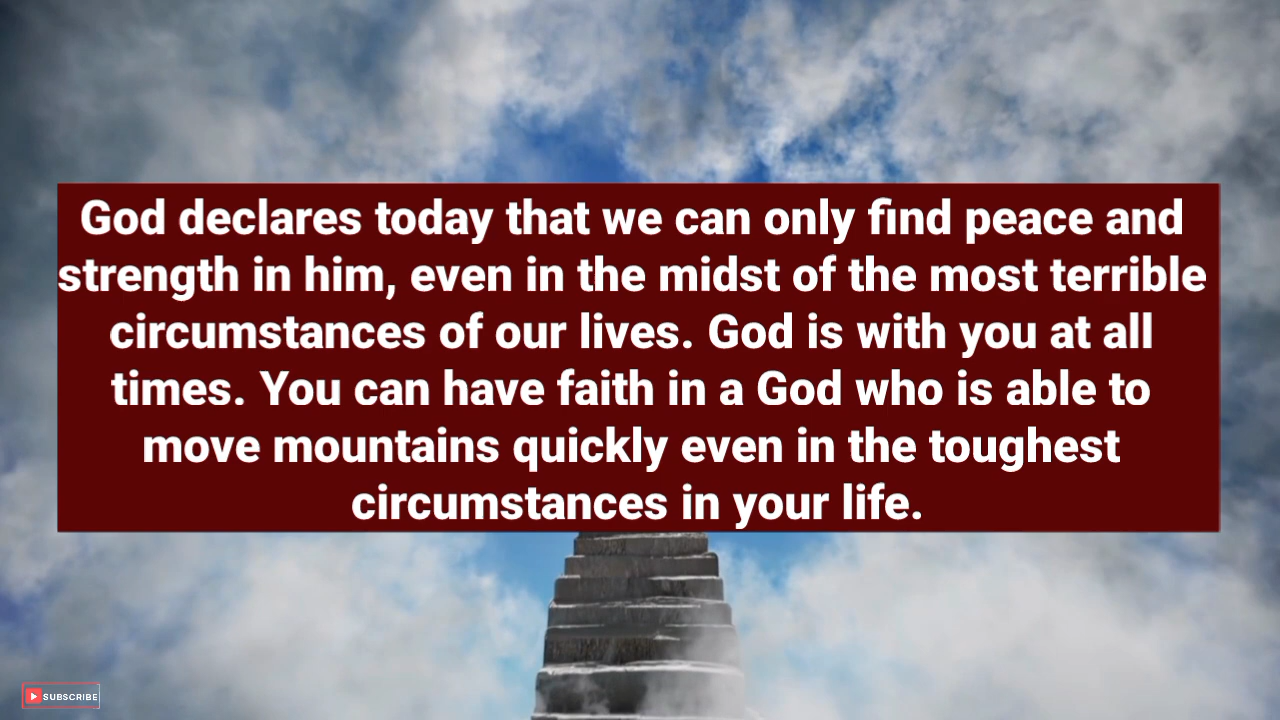 God declares today that we can only find peace and
strength in him, even in the midst of the most terrible
circumstances of our lives. God is with you at all
times. You can have faith in a God who is able to
move mountains quickly even in the toughest
circumstances in your life.
SUBSCRIBE